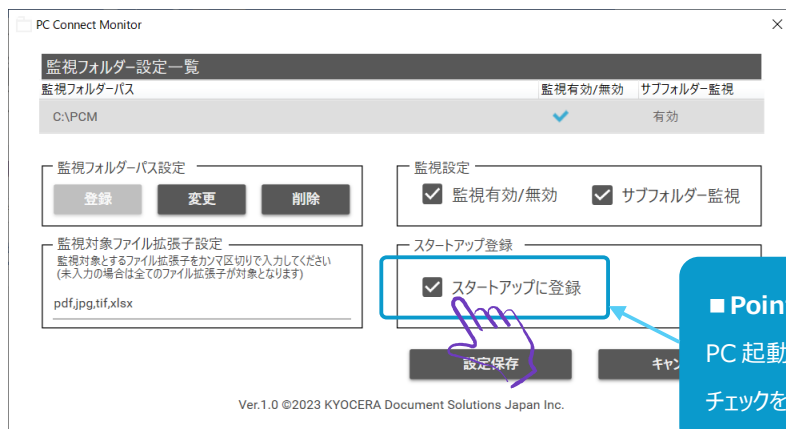 PC Connect Monitor
監視フォルダー設定一覧
監視フォルダーパス 監視有効/無効 サブフォルダー監視
C:\PCM 有効
監視フォルダーパス設定
登録 変更 削除
監視設定
監視有効/無効 サブフォルダー監視
監視対象ファイル拡張子設定
監視対象とするファイル拡張子をカンマ区切りで入力してください
(未入力の場合は全てのファイル拡張子が対象となります)
pdf,jpg,tif,xlsx
スタートアップ登録
スタートアップに登録
■Poin
PC 起動
チェックを
設定保存 キャン
Ver.1.0 ©2023 KYOCERA Document Solutions Japan Inc.